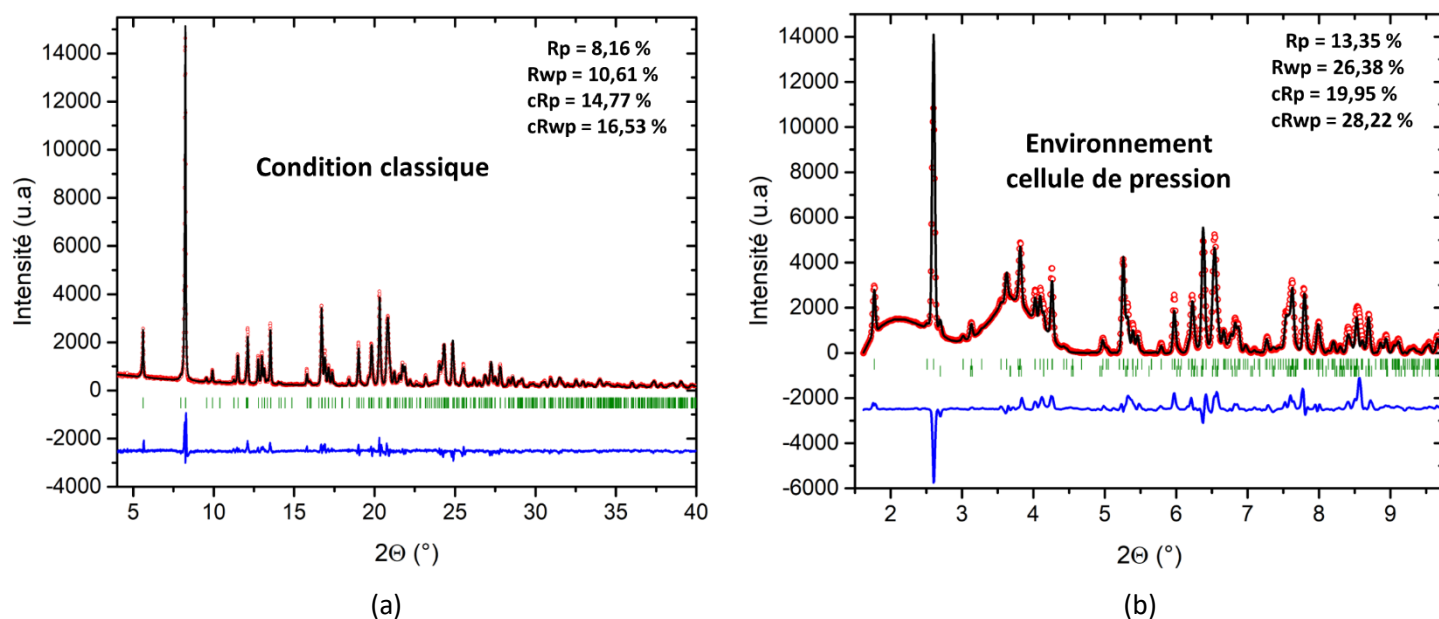 14000
12000
10000
8000
6000
4000
2000
0
-2000
-4000
Intensité (u.a)
Rp = 8,16 %
Rwp = 10,61 %
cRp = 14,77 %
cRwp = 16,53 %
Condition classique
5 10 15 20 25 30 35 40
2Θ (°)
(a)
14000
12000
10000
8000
6000
4000
2000
0
-2000
-4000
-6000
Intensité (u.a)
Rp = 13,35 %
Rwp = 26,38 %
cRp = 19,95 %
cRwp = 28,22 %
Environnement
cellule de pression
2 3 4 5 6 7 8 9
2Θ (°)
(b)